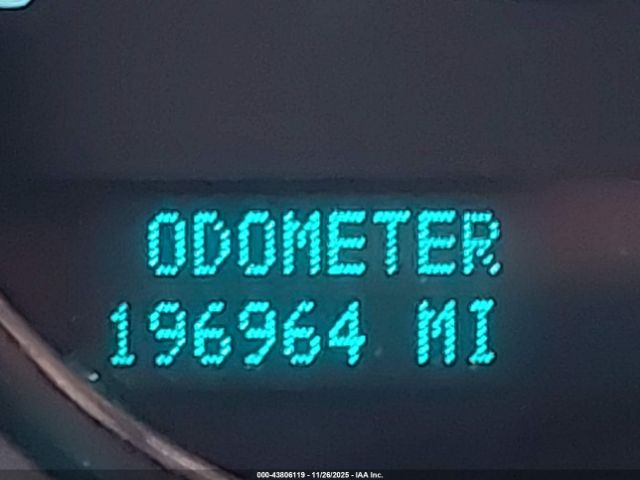 ODOMETER
196964 MI
000-43806119 - 11/26/2025 - IAA Inc.